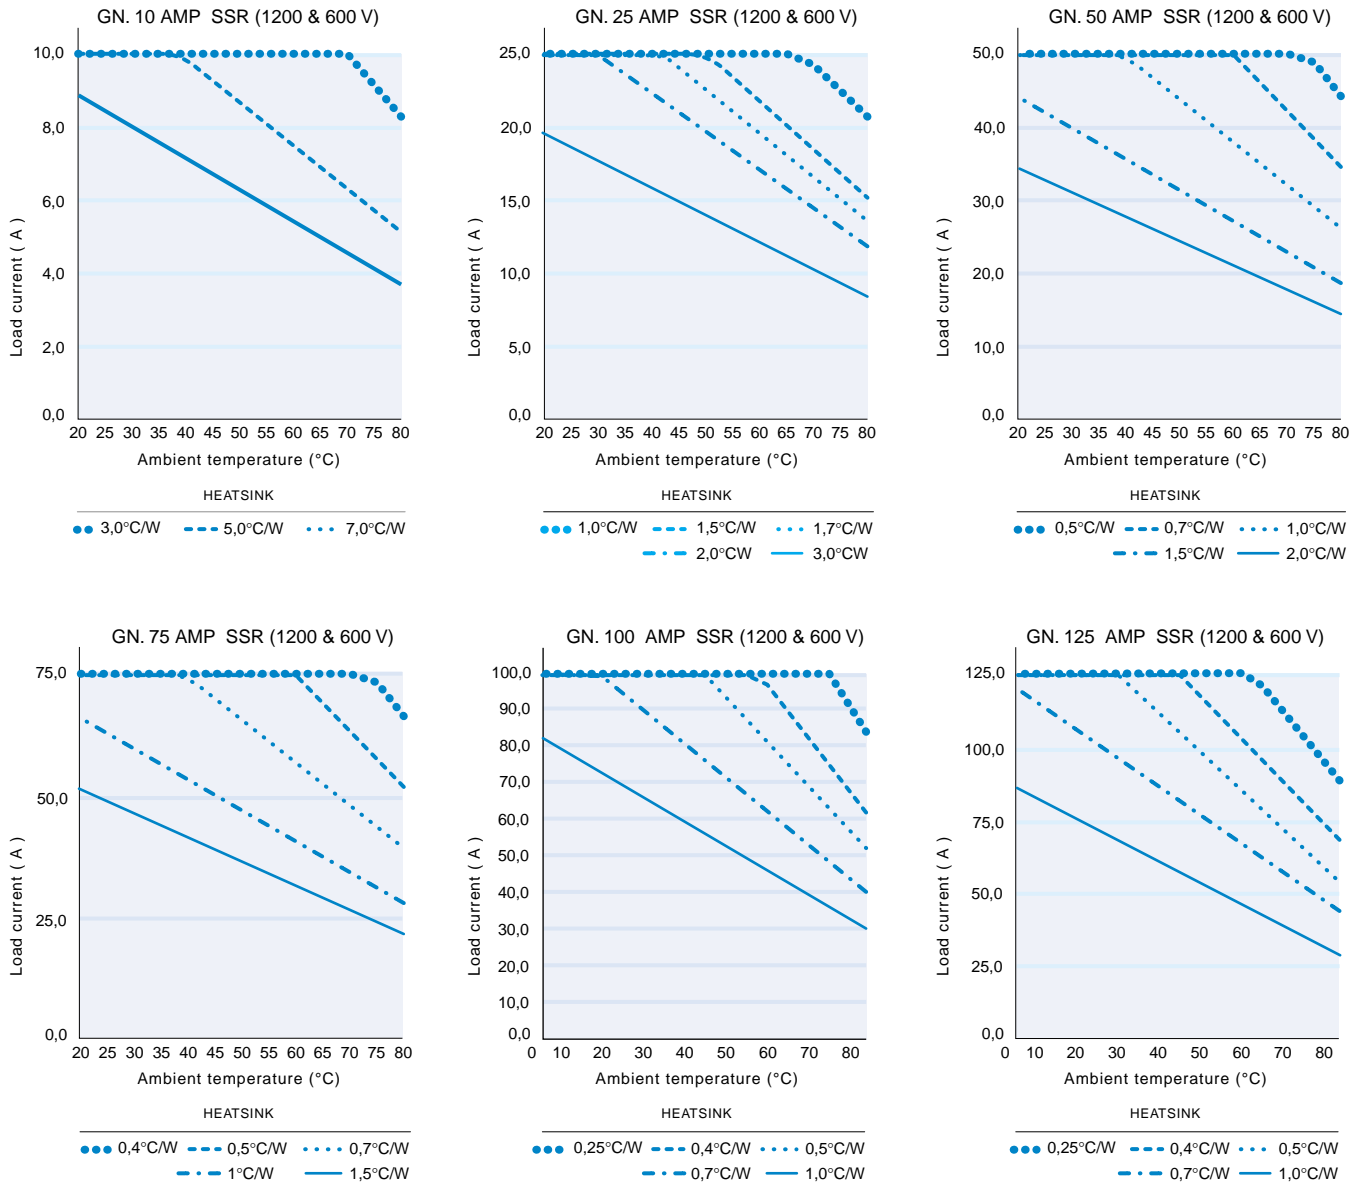 GN. 10 AMP SSR (1200 & 600 V)
10,0
8,0
6,0
4,0
2,0
0,0
Load current ( A )
20 25 30 35 40 45 50 55 60 65 70 75 80
Ambient temperature (°C)
HEATSINK
3,0°C/W 5,0°C/W 7,0°C/W
GN. 25 AMP SSR (1200 & 600 V)
25,0
20,0
15,0
10,0
5,0
0,0
Load current ( A )
20 25 30 35 40 45 50 55 60 65 70 75 80
Ambient temperature (°C)
HEATSINK
1,0°C/W 1,5°C/W 1,7°C/W
2,0°CW 3,0°CW
GN. 50 AMP SSR (1200 & 600 V)
50,0
40,0
30,0
20,0
10,0
0,0
Load current ( A )
20 25 30 35 40 45 50 55 60 65 70 75 80
Ambient temperature (°C)
HEATSINK
0,5°C/W 0,7°C/W 1,0°C/W
1,5°C/W 2,0°C/W
GN. 75 AMP SSR (1200 & 600 V)
75,0
50,0
25,0
0,0
Load current ( A )
20 25 30 35 40 45 50 55 60 65 70 75 80
Ambient temperature (°C)
HEATSINK
0,4°C/W 0,5°C/W 0,7°C/W
1°C/W 1,5°C/W
GN. 100 AMP SSR (1200 & 600 V)
100,0
90,0
80,0
70,0
60,0
50,0
40,0
30,0
20,0
10,0
0,0
Load current ( A )
0 10 20 30 40 50 60 70 80
Ambient temperature (°C)
HEATSINK
0,25°C/W 0,4°C/W 0,5°C/W
0,7°C/W 1,0°C/W
GN. 125 AMP SSR (1200 & 600 V)
125,0
100,0
75,0
50,0
25,0
0,0
Load current ( A )
0 10 20 30 40 50 60 70 80
Ambient temperature (°C)
HEATSINK
0,25°C/W 0,4°C/W 0,5°C/W
0,7°C/W 1,0°C/W